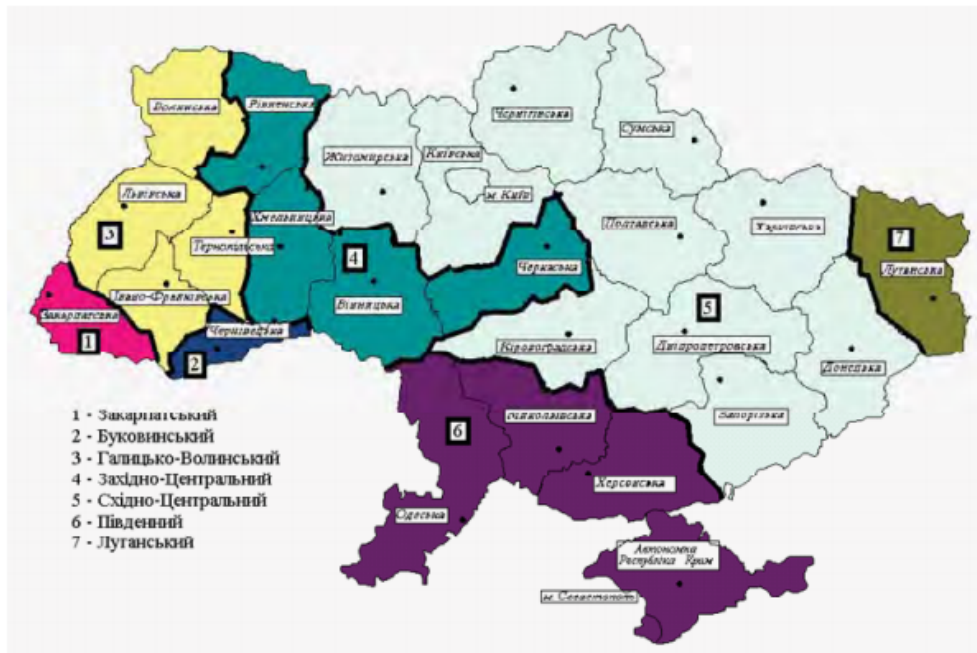 Волинська
Рівненська
Чернігівська
Сумська
Житомирська
Київська
м. Київ
Львівська
3
Хмельницька
Тернопільська
4
Черкаська
Полтавська
Харківська
7
Луганська
Івано-Франківська
Вінницька
Закарпатська
1
Чернівецька
2
Кіровоградська
5
Дніпропетровська
Донецька
Запорізька
6
Миколаївська
Херсонська
Одеська
Автономна
Республіка Крим
м. Севастополь
1 - Закарпатський
2 - Буковинський
3 - Галицько-Волинський
4 - Західно-Центральний
5 - Східно-Центральний
6 - Південний
7 - Луганський